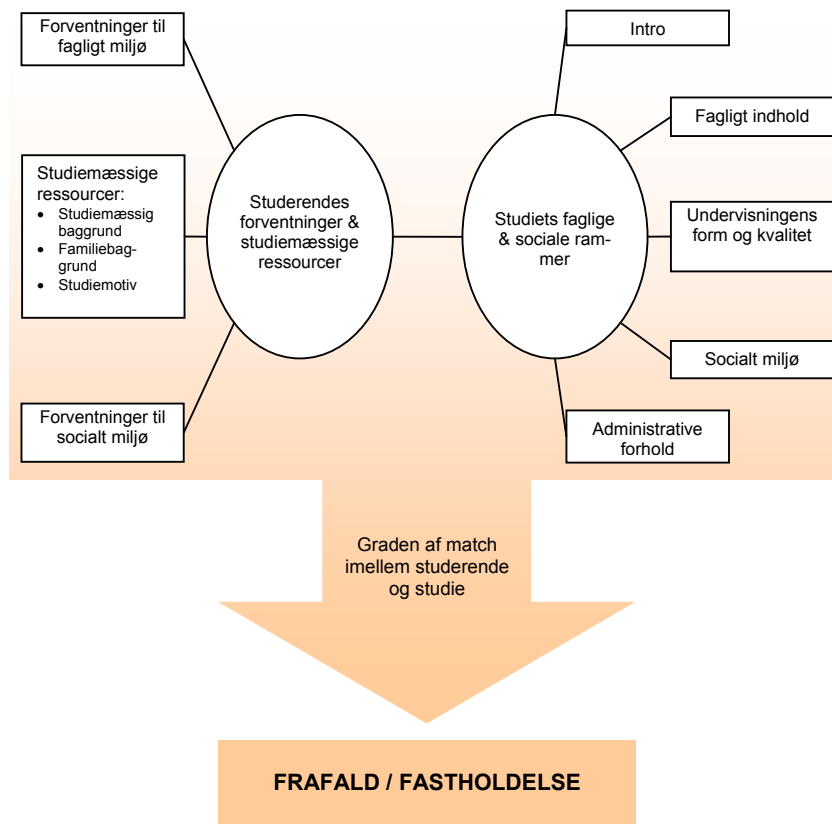 Forventninger til
fagligt miljø
Studiemæssige
ressourcer:
• Studiemæssig
baggrund
• Familiebag-
grund
• Studiemotiv
Forventninger til
socialt miljø
Studerendes
forventninger &
studiemæssige
ressourcer
Studiets faglige
& sociale ram-
mer
Intro
Fagligt indhold
Undervisningens
form og kvalitet
Socialt miljø
Administrative
forhold
Graden af match
imellem studerende
og studie
FRAFALD / FASTHOLDELSE